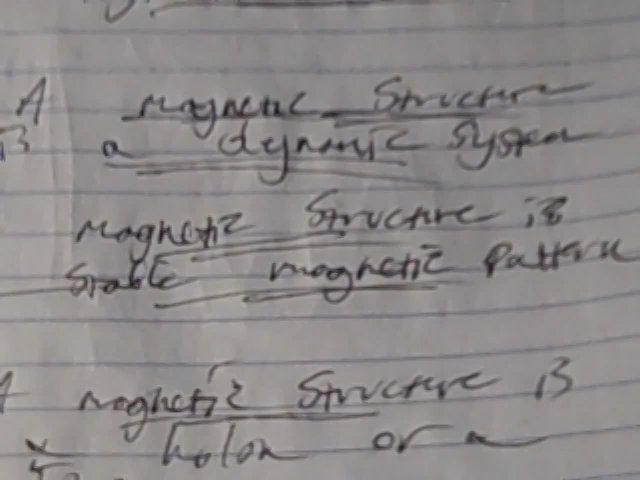 A Magnetic Structure
is a dynamic System
Magnetic Structure is
Stable magnetic Pattern
A Magnetic Structure is
holon or a